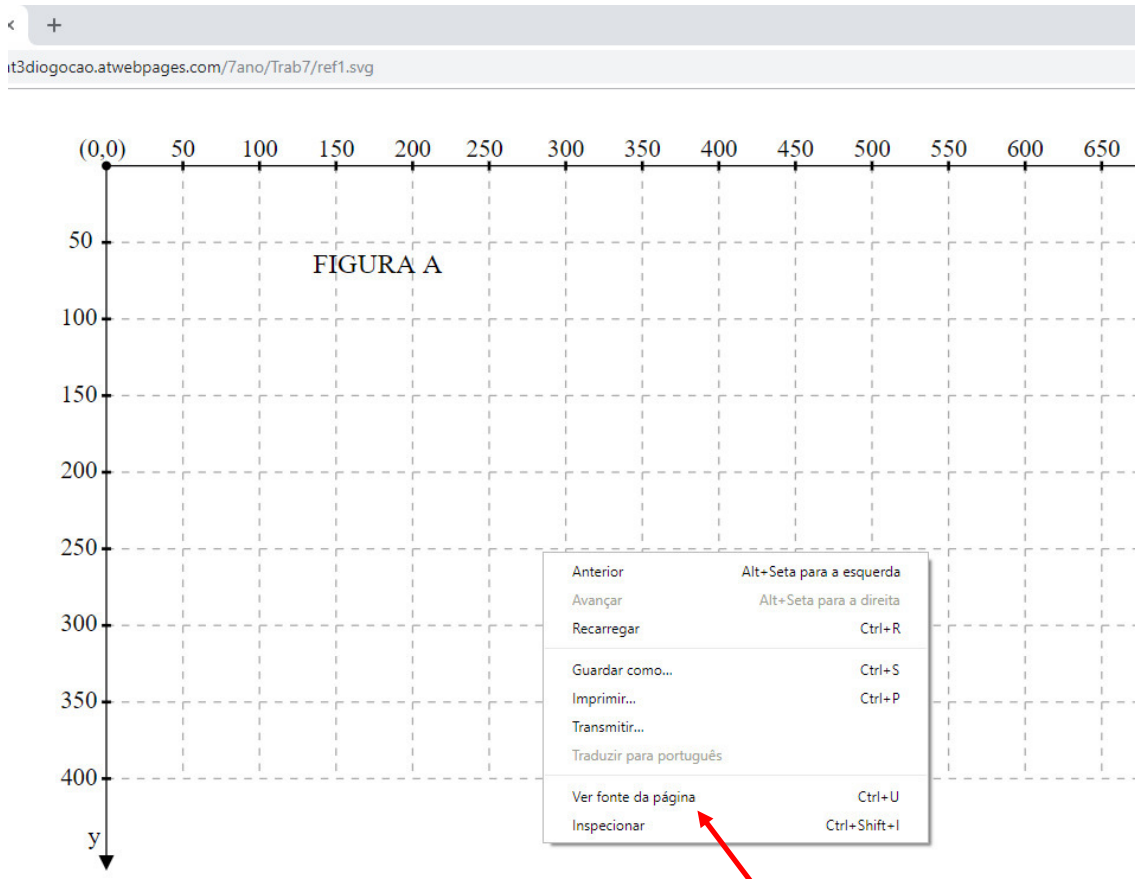 × +
t3diogocao.atwebpages.com/7ano/Trab7/ref1.svg
(0,0) 50 100 150 200 250 300 350 400 450 500 550 600 650
50
FIGURA A
100
150
200
250
Anterior Alt+Seta para a esquerda
Avançar Alt+Seta para a direita
300
Recarregar Ctrl+R
Guardar como... Ctrl+S
350
Imprimir... Ctrl+P
Transmitir...
Traduzir para português
400
Ver fonte da página Ctrl+U
Inspecionar Ctrl+Shift+I
y